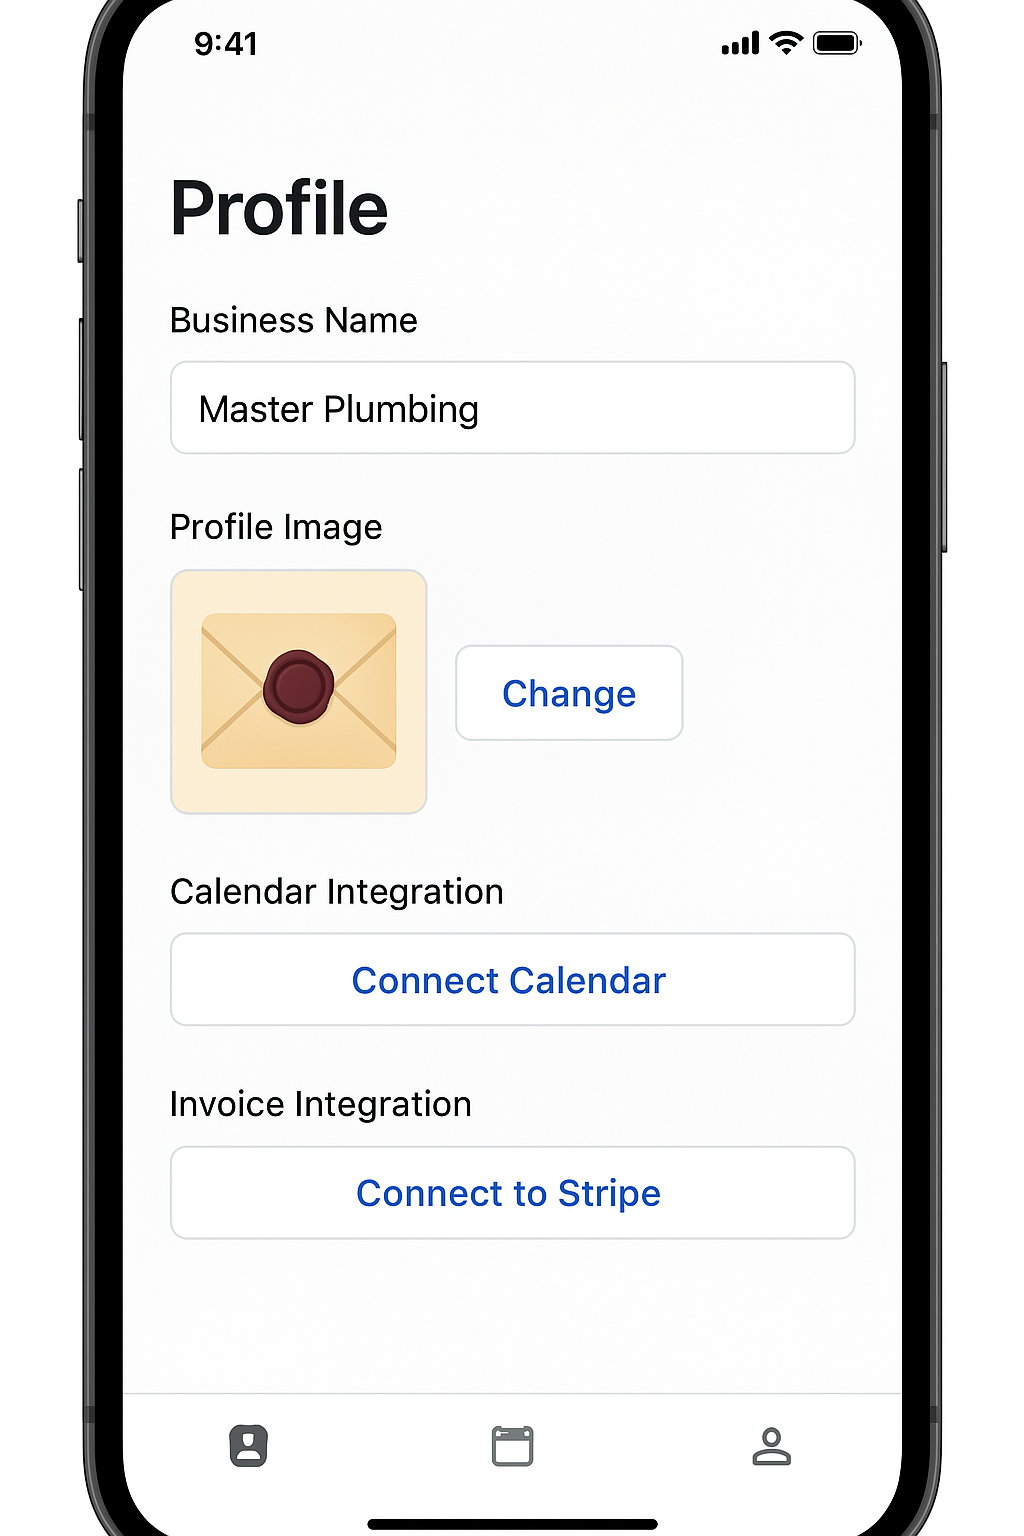 9:41
Profile
Business Name
Master Plumbing
Profile Image
Change
Calendar Integration
Connect Calendar
Invoice Integration
Connect to Stripe